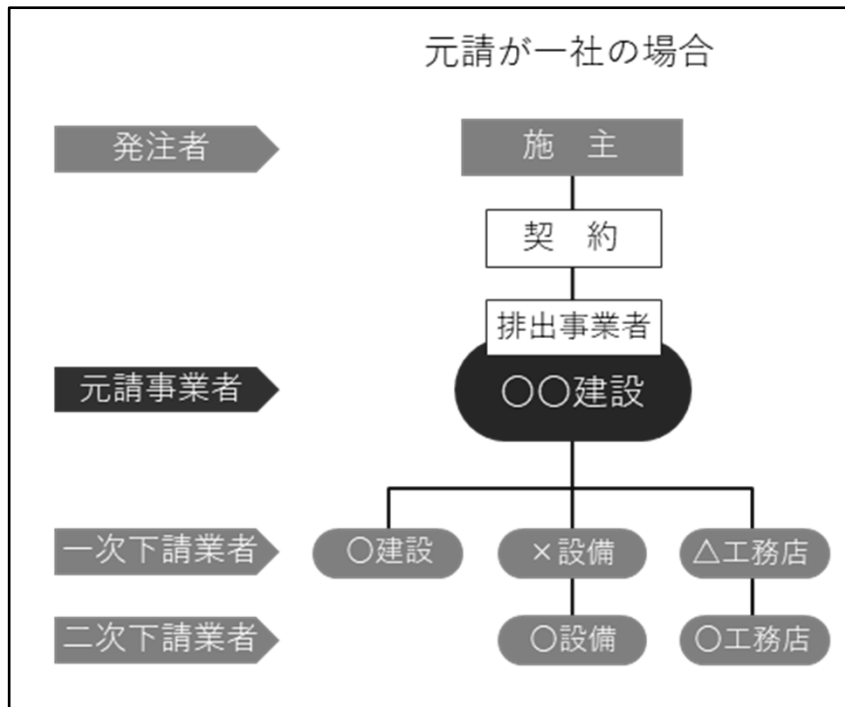 元請が一社の場合
発注者
施　主
契　約
排出事業者
元請事業者
〇〇建設
一次下請業者
〇建設
×設備
△工務店
二次下請業者
〇設備
〇工務店